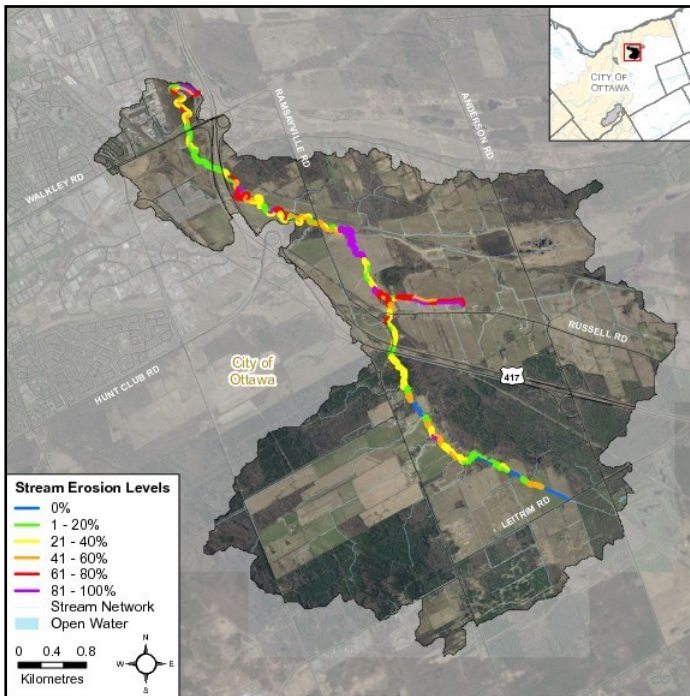 CITY OF
OTTAWA
RAMSAYVILLE RD
ANDERSON RD
WALKLEY RD
RUSSELL RD
HUNT CLUB RD
City of
Ottawa
417
LEITRIM RD
Stream Erosion Levels
0%
1 - 20%
21 - 40%
41 - 60%
61 - 80%
81 - 100%
Stream Network
Open Water
0 0.4 0.8
Kilometres
N
W E
S